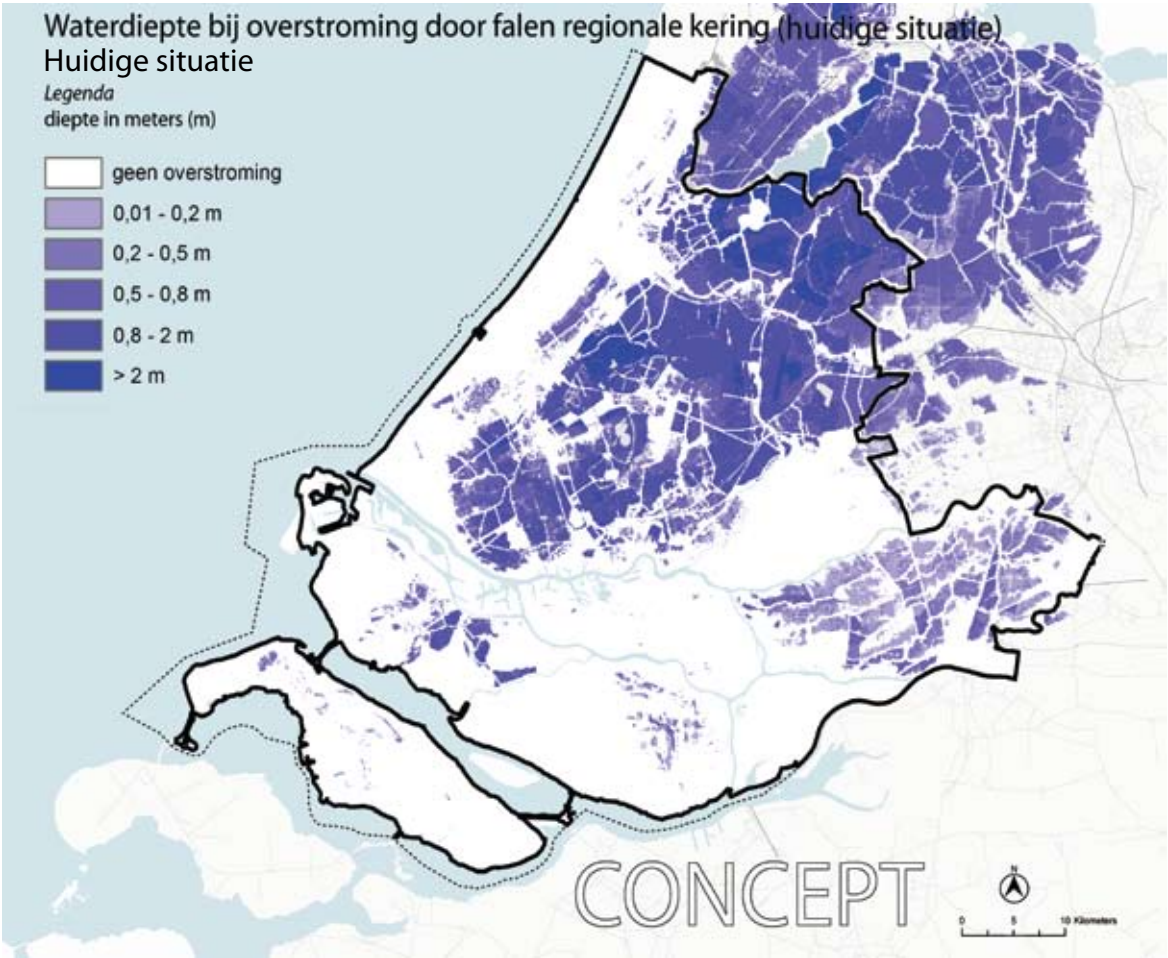 Waterdiepte bij overstroming door falen regionale kering (huidige situatie)
Huidige situatie
Legenda
diepte in meters (m)
geen overstroming
0,01 - 0,2 m
0,2 - 0,5 m
0,5 - 0,8 m
0,8 - 2 m
> 2 m
CONCEPT
N
0 5 10 Kilometers